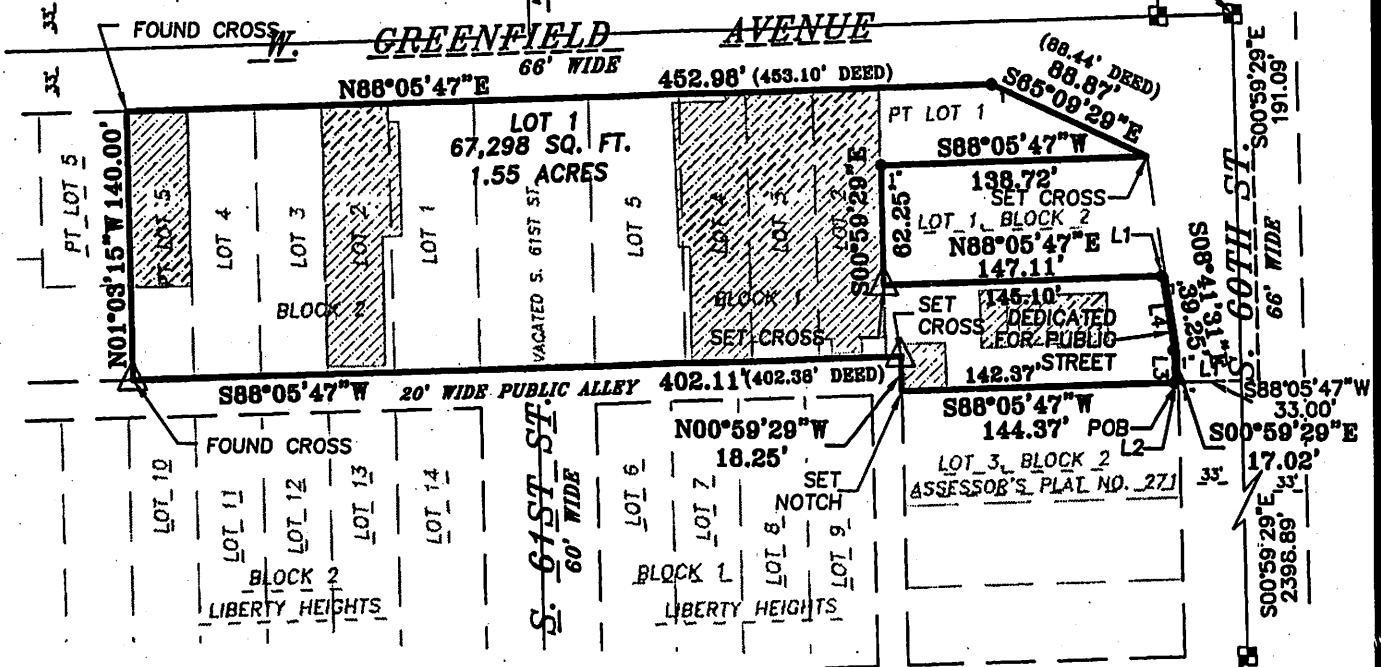 33'
FOUND CROSS
W. GREENFIELD AVENUE
66' WIDE
33'
N88°05'47"E
452.98' (453.10' DEED)
(88.44' DEED)
88.87'
S65°09'29"E
S00°59'29"E
191.09'
LOT 1
67,298 SQ. FT.
1.55 ACRES
PT LOT 1
S88°05'47"W
138.72'
SET CROSS
LOT 1, BLOCK 2
N88°05'47"E
147.11'
145.10'
L1
PT LOT 5
N01°03'15"W 140.00'
PT LOT 5
LOT 4
LOT 3
LOT 2
LOT 1
VACATED S. 61ST ST.
LOT 5
LOT 4
LOT 3
LOT 2
S00°59'29"E
62.25'
1"
BLOCK 2
BLOCK 1
SET CROSS
SET
CROSS
DEDICATED
FOR PUBLIC
STREET
L4
L3
S08°41'31"W
39.25'
L1
S. 60TH ST.
66' WIDE
S88°05'47"W
20' WIDE PUBLIC ALLEY
402.11' (402.38' DEED)
142.37'
S88°05'47"W
144.37'
POB
L2
S88°05'47"W
33.00'
S00°59'29"E
17.02'
FOUND CROSS
N00°59'29"W
18.25'
SET
NOTCH
LOT 3, BLOCK 2
ASSESSOR'S PLAT NO. 271
33'
33'
LOT 10
LOT 11
LOT 12
LOT 13
LOT 14
S. 61ST ST.
60' WIDE
LOT 6
LOT 7
LOT 8
LOT 9
BLOCK 2
LIBERTY HEIGHTS
BLOCK 1
LIBERTY HEIGHTS
S00°59'29"E
2396.89'